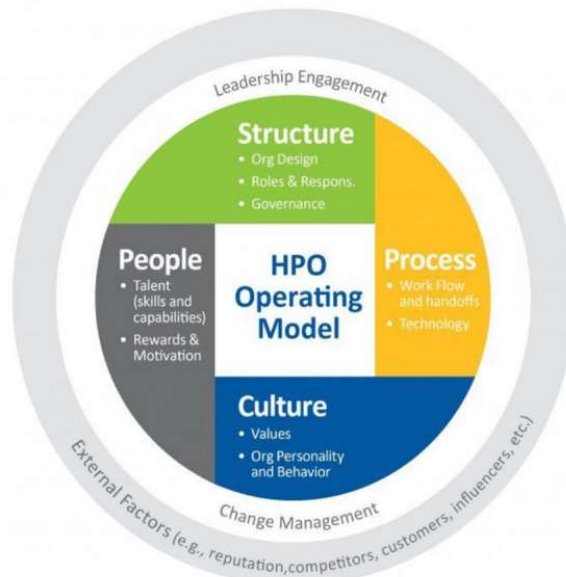 Leadership Engagement
Structure
• Org Design
• Roles & Respons.
• Governance
People
• Talent
(skills and
capabilities)
• Rewards &
Motivation
HPO
Operating
Model
Process
• Work Flow
and handoffs
• Technology
Culture
• Values
• Org Personality
and Behavior
Change Management
External Factors (e.g., reputation,competitors, customers, influencers, etc.)